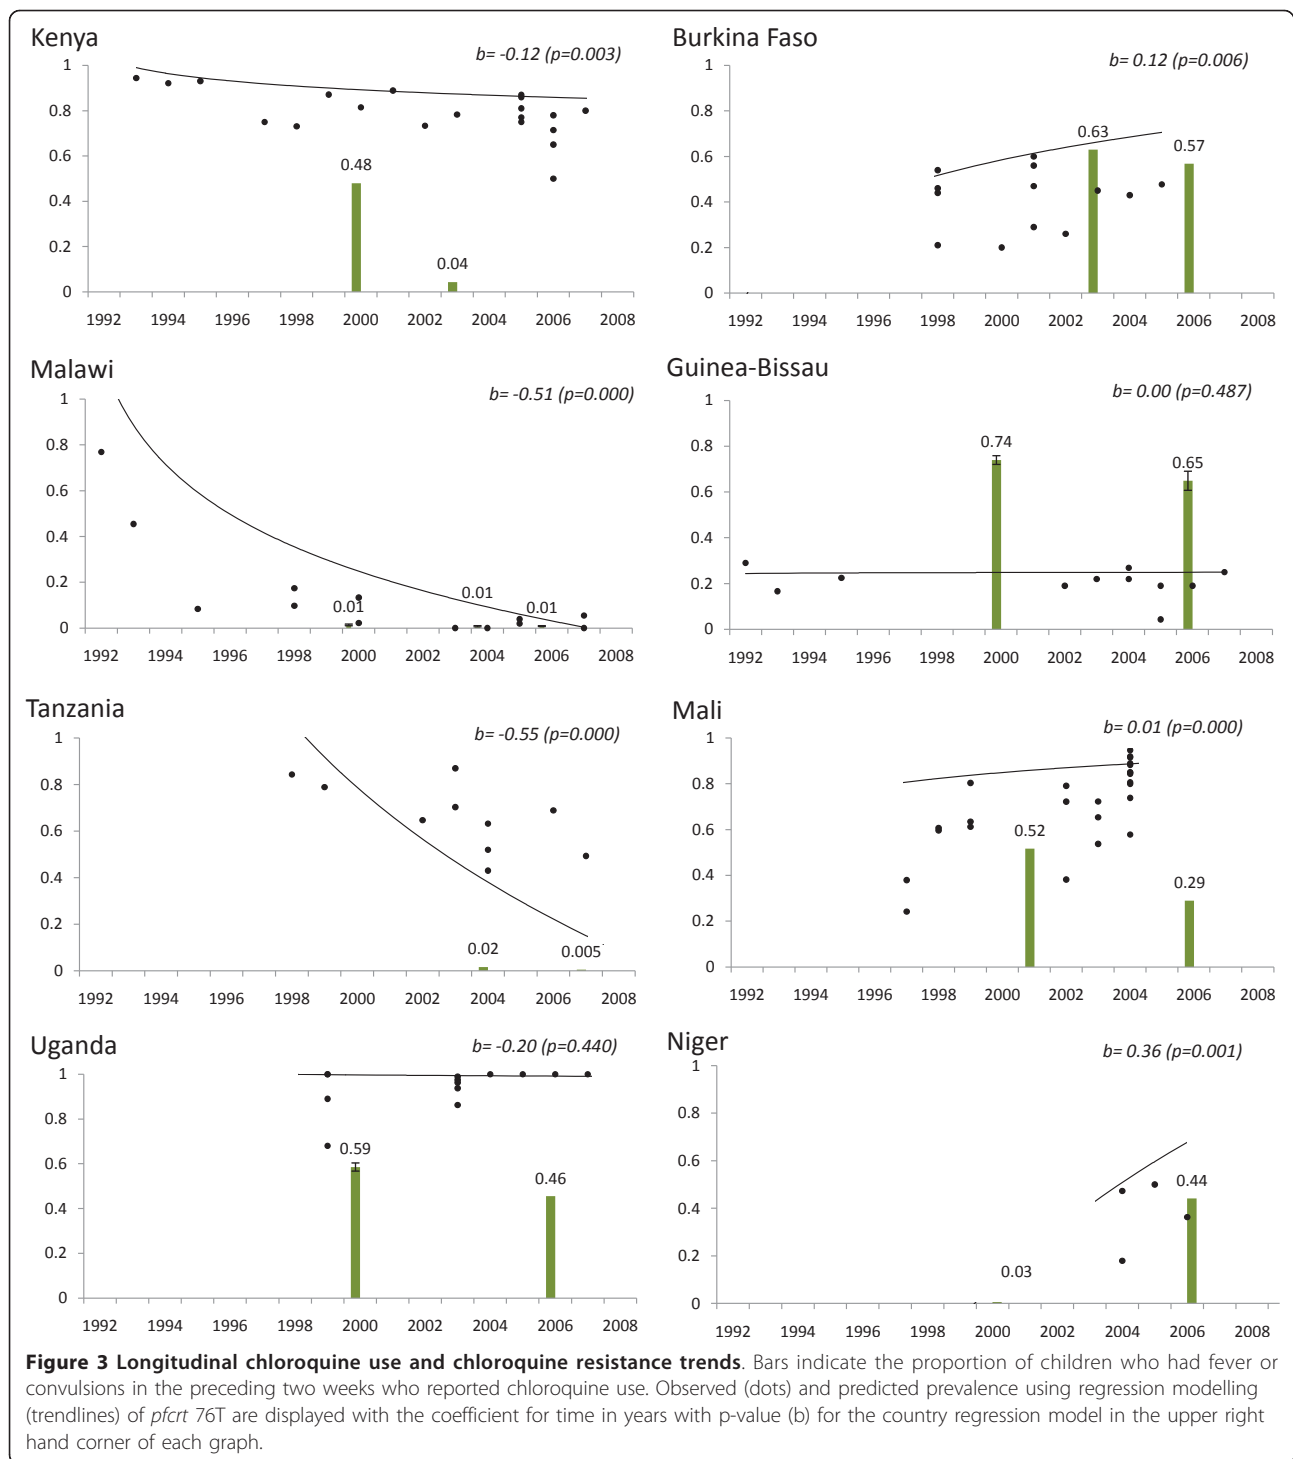 Kenya
b= -0.12 (p=0.003)
1
0.8
0.6
0.4
0.2
0
0.48
0.04
1992 1994 1996 1998 2000 2002 2004 2006 2008
Burkina Faso
b= 0.12 (p=0.006)
1
0.8
0.6
0.4
0.2
0
0.63
0.57
1992 1994 1996 1998 2000 2002 2004 2006 2008
Malawi
b= -0.51 (p=0.000)
1
0.8
0.6
0.4
0.2
0
0.01
0.01
0.01
1992 1994 1996 1998 2000 2002 2004 2006 2008
Guinea-Bissau
b= 0.00 (p=0.487)
1
0.8
0.6
0.4
0.2
0
0.74
0.65
1992 1994 1996 1998 2000 2002 2004 2006 2008
Tanzania
b= -0.55 (p=0.000)
1
0.8
0.6
0.4
0.2
0
0.02
0.005
1992 1994 1996 1998 2000 2002 2004 2006 2008
Mali
b= 0.01 (p=0.000)
1
0.8
0.6
0.4
0.2
0
0.52
0.29
1992 1994 1996 1998 2000 2002 2004 2006 2008
Uganda
b= -0.20 (p=0.440)
1
0.8
0.6
0.4
0.2
0
0.59
0.46
1992 1994 1996 1998 2000 2002 2004 2006 2008
Niger
b= 0.36 (p=0.001)
1
0.8
0.6
0.4
0.2
0
0.03
0.44
1992 1994 1996 1998 2000 2002 2004 2006 2008
Figure 3 Longitudinal chloroquine use and chloroquine resistance trends. Bars indicate the proportion of children who had fever or
convulsions in the preceding two weeks who reported chloroquine use. Observed (dots) and predicted prevalence using regression modelling
(trendlines) of pfcrt 76T are displayed with the coefficient for time in years with p-value (b) for the country regression model in the upper right
hand corner of each graph.